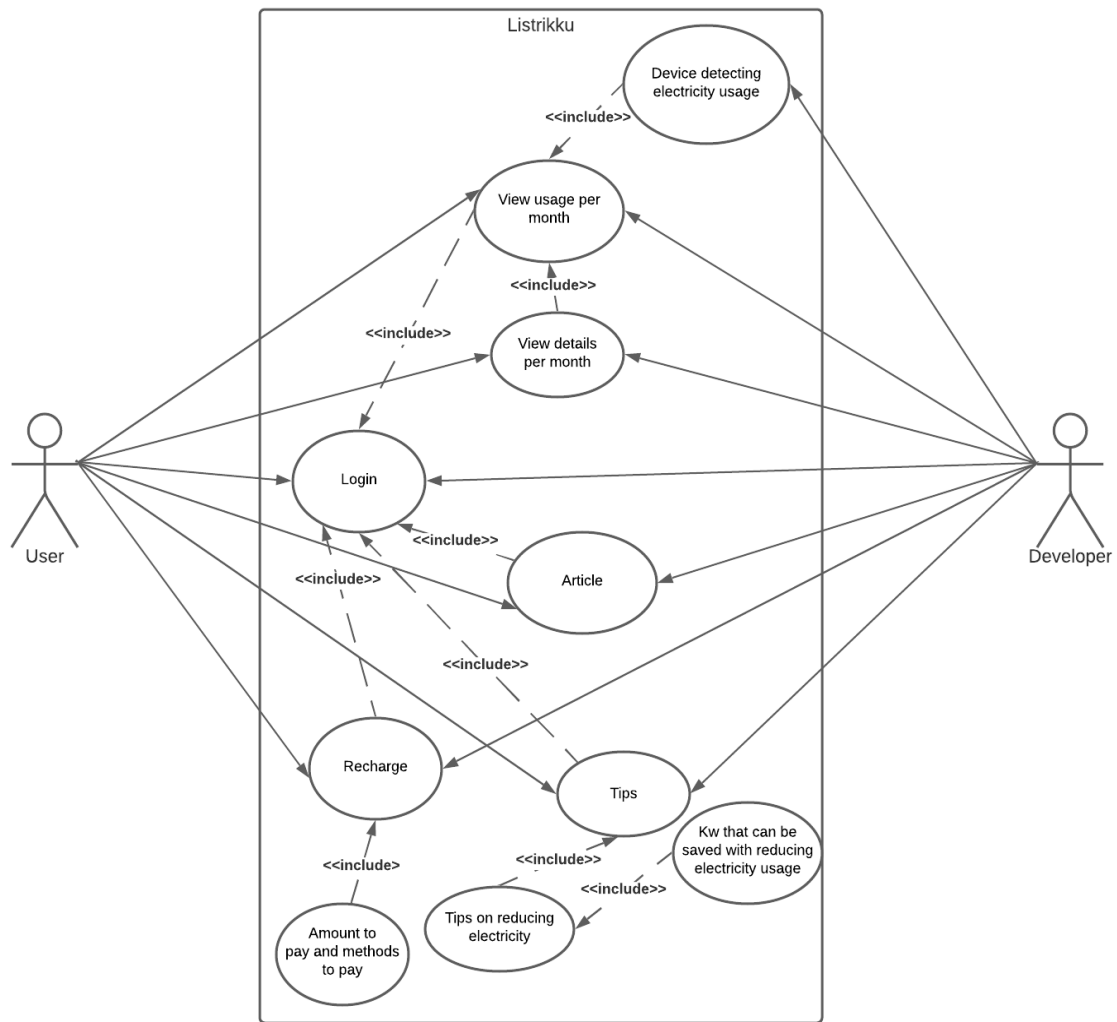 Listrikku
Device detecting
electricity usage
<<include>>
View usage per
month
<<include>>
<<include>>
View details
per month
Login
User
Developer
<<include>>
Article
<<include>>
<<include>>
Recharge
Tips
Kw that can be
saved with reducing
electricity usage
<<include>
<<include>>
<<include>>
Tips on reducing
electricity
Amount to
pay and methods
to pay